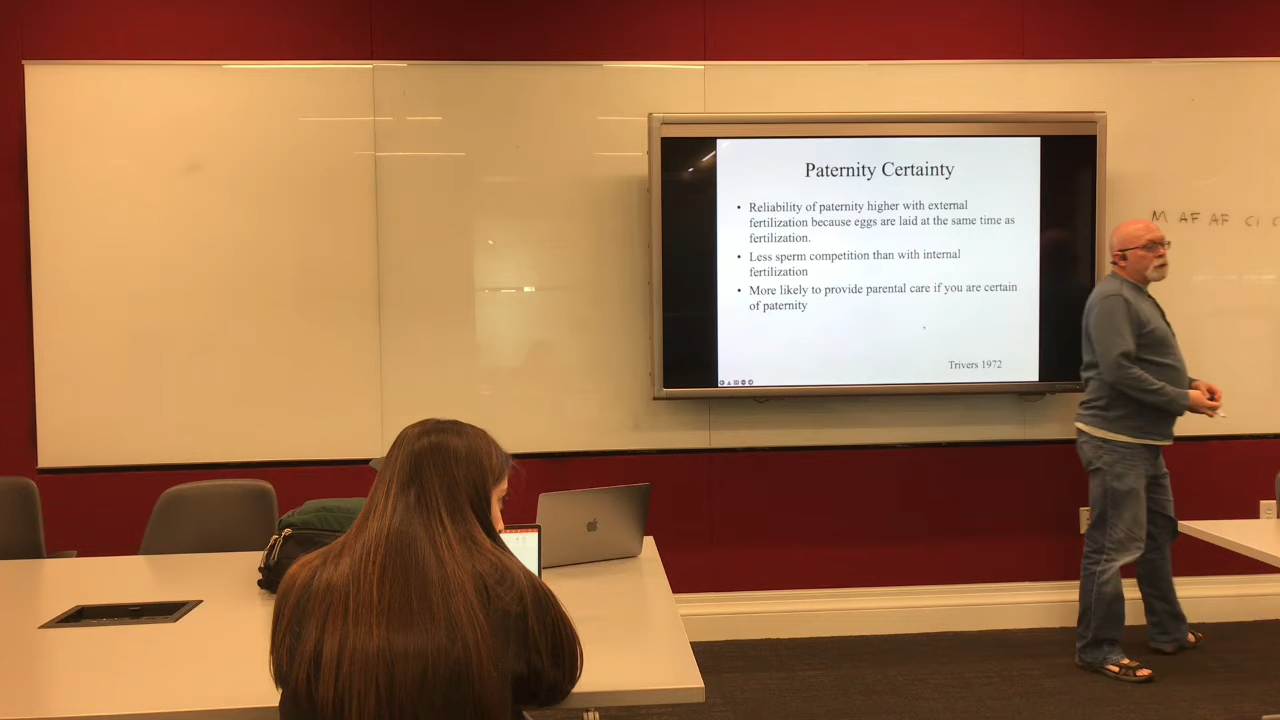 Paternity Certainty
• Reliability of paternity higher with external
fertilization because eggs are laid at the same time as
fertilization.
• Less sperm competition than with internal
fertilization
• More likely to provide parental care if you are certain
of paternity
Trivers 1972
M AF AF